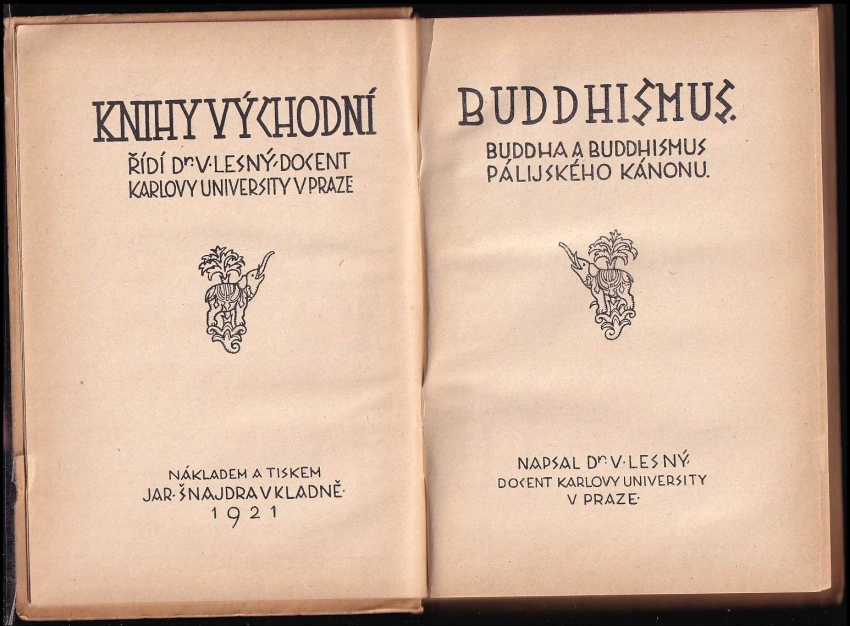 KNIHY VÝCHODNÍ
ŘÍDÍ Dr V. LESNÝ. DOCENT
KARLOVY UNIVERSITY V PRAZE
NÁKLADEM A TISKEM
JAR. ŠNAJDRA V KLADNĚ.
1921
BUDDHISMUS.
BUDDHA A BUDDHISMUS
PÁLIJSKÉHO KÁNONU.
NAPSAL Dr. V. LESNÝ.
DOCENT KARLOVY UNIVERSITY
V PRAZE.